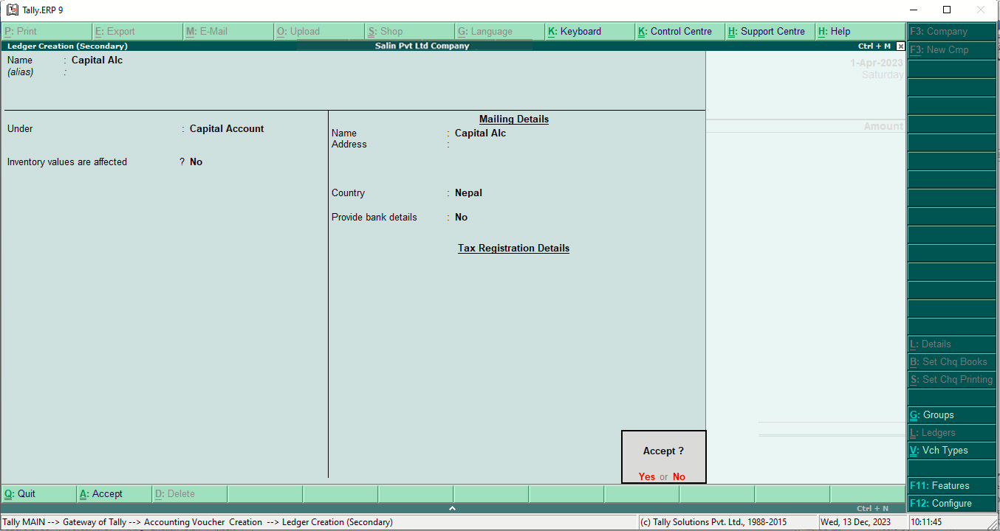 Tally.ERP 9
P: Print E: Export M: E-Mail O: Upload S: Shop G: Language K: Keyboard K: Control Centre H: Support Centre H: Help F3: Company
Ledger Creation (Secondary) Salin Pvt Ltd Company Ctrl + M
F3: New Cmp
Name : Capital Alc
(alias) :
1-Apr-2023
Saturday
Mailing Details
Amount
Under : Capital Account
Name : Capital Alc
Address :
Inventory values are affected ? No
Country : Nepal
Provide bank details : No
Tax Registration Details
L: Details
B: Set Chq Books
S: Set Chq Printing
G: Groups
L: Ledgers
V: Vch Types
Accept ?
Yes or No
Q: Quit A: Accept D: Delete
F11: Features
F12: Configure
Ctrl + N
Tally MAIN --> Gateway of Tally --> Accounting Voucher Creation --> Ledger Creation (Secondary) (c) Tally Solutions Pvt. Ltd., 1988-2015 Wed, 13 Dec, 2023 10:11:45